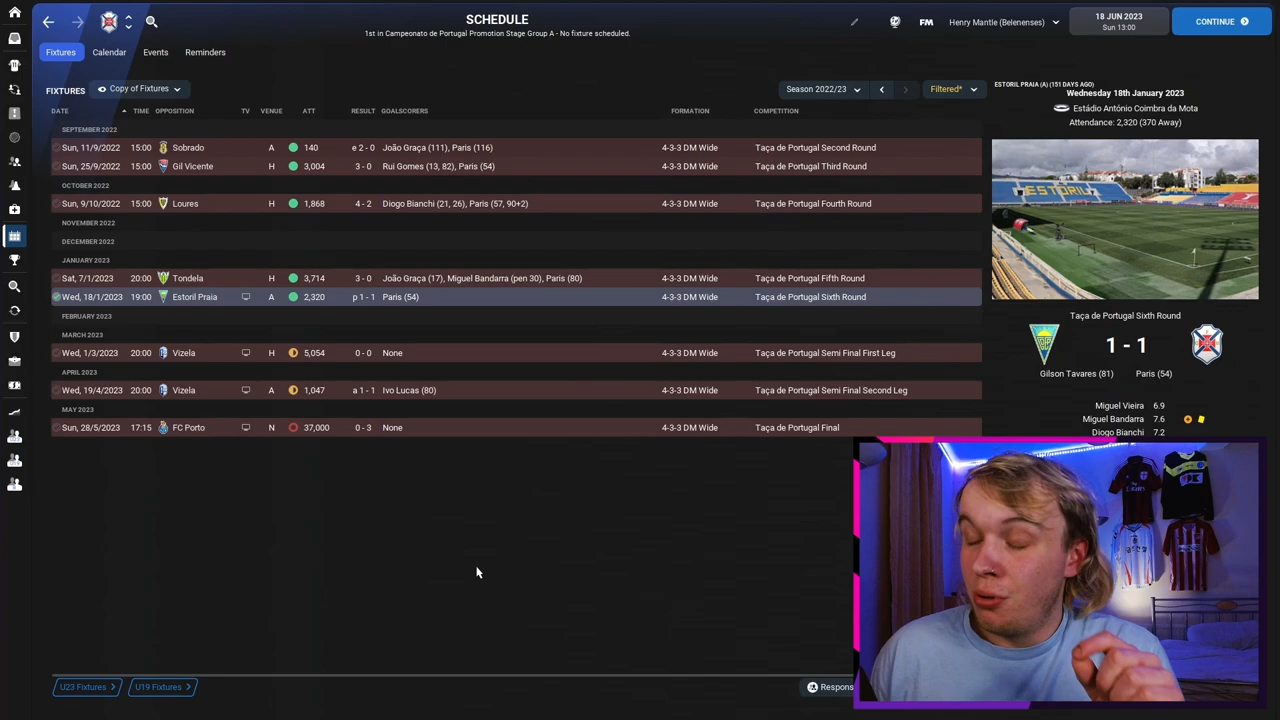 SCHEDULE
1st in Campeonato de Portugal Promotion Stage Group A - No fixture scheduled.
FM
Henry Mantle (Belenenses)
18 JUN 2023
Sun 13:00
CONTINUE
Fixtures Calendar Events Reminders
FIXTURES Copy of Fixtures Season 2022/23 Filtered*
DATE TIME OPPOSITION TV VENUE ATT RESULT GOALSCORERS FORMATION COMPETITION
SEPTEMBER 2022
Sun, 11/9/2022 15:00 Sobrado A 140 e 2 - 0 João Graça (111), Paris (116) 4-3-3 DM Wide Taça de Portugal Second Round
Sun, 25/9/2022 15:00 Gil Vicente H 3,004 3 - 0 Rui Gomes (13, 82), Paris (54) 4-3-3 DM Wide Taça de Portugal Third Round
OCTOBER 2022
Sun, 9/10/2022 15:00 Loures H 1,868 4 - 2 Diogo Bianchi (21, 26), Paris (57, 90+2) 4-3-3 DM Wide Taça de Portugal Fourth Round
NOVEMBER 2022
DECEMBER 2022
JANUARY 2023
Sat, 7/1/2023 20:00 Tondela H 3,714 3 - 0 João Graça (17), Miguel Bandarra (pen 30), Paris (80) 4-3-3 DM Wide Taça de Portugal Fifth Round
Wed, 18/1/2023 19:00 Estoril Praia A 2,320 p 1 - 1 Paris (54) 4-3-3 DM Wide Taça de Portugal Sixth Round
FEBRUARY 2023
MARCH 2023
Wed, 1/3/2023 20:00 Vizela H 5,054 0 - 0 None 4-3-3 DM Wide Taça de Portugal Semi Final First Leg
APRIL 2023
Wed, 19/4/2023 20:00 Vizela A 1,047 a 1 - 1 Ivo Lucas (80) 4-3-3 DM Wide Taça de Portugal Semi Final Second Leg
MAY 2023
Sun, 28/5/2023 17:15 FC Porto N 37,000 0 - 3 None 4-3-3 DM Wide Taça de Portugal Final
ESTORIL PRAIA (A) (151 DAYS AGO)
Wednesday 18th January 2023
Estádio António Coimbra da Mota
Attendance: 2,320 (370 Away)
ESTORIL
Taça de Portugal Sixth Round
1 - 1
Gilson Tavares (81) Paris (54)
Miguel Vieira 6.9
Miguel Bandarra 7.6
Diogo Bianchi 7.2
U23 Fixtures U19 Fixtures
Respons
U23
U19